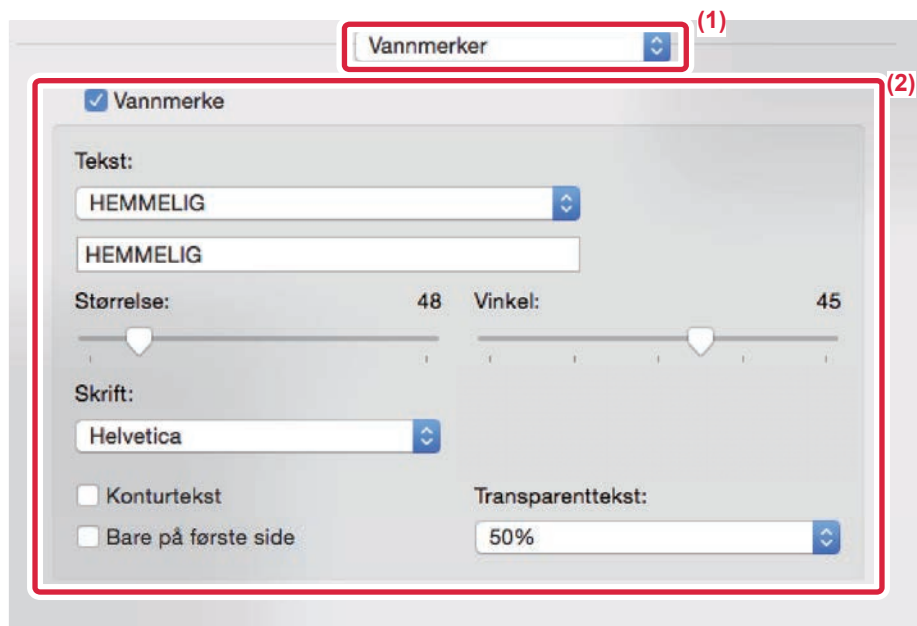 (1)
Vannmerker
(2)
Vannmerke
Tekst:
HEMMELIG
HEMMELIG
Størrelse: 48 Vinkel: 45
Skrift:
Helvetica
Konturtekst Transparenttekst:
Bare på første side 50%